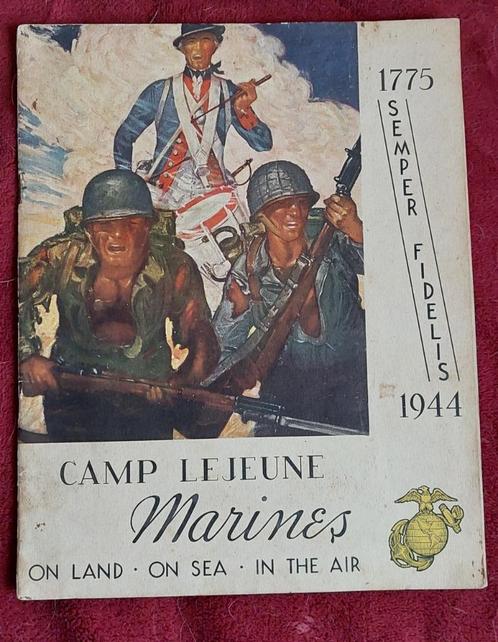 1775
SEMPER FIDELIS
1944
CAMP LEJEUNE
Marines
ON LAND · ON SEA · IN THE AIR